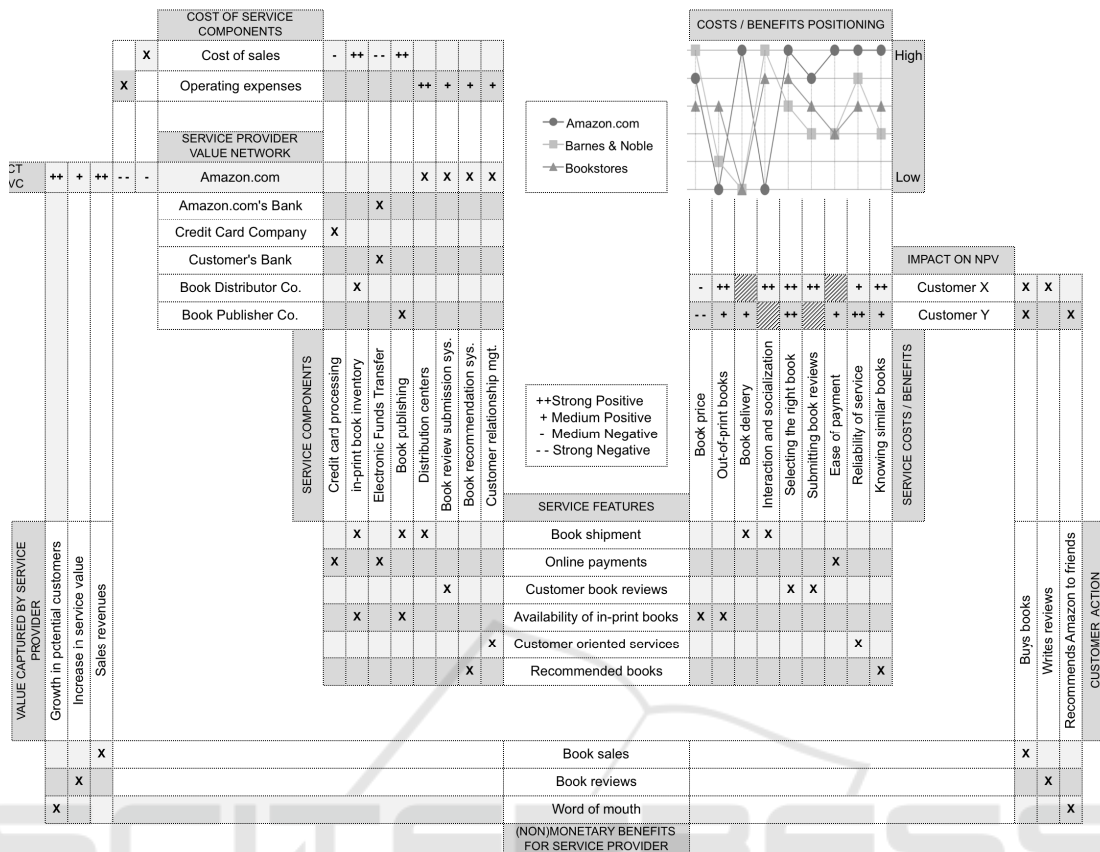 COST OF SERVICE
COMPONENTS
COSTS / BENEFITS POSITIONING
X Cost of sales - ++ -- ++
High
X Operating expenses ++ + + +
Amazon.com
Barnes & Noble
Bookstores
SERVICE PROVIDER
VALUE NETWORK
CT
VC
++ + ++ -- - Amazon.com X X X X
Low
Amazon.com's Bank X
Credit Card Company X
Customer's Bank X
IMPACT ON NPV
Book Distributor Co. X
- ++ ++ ++ ++ + ++ Customer X X X
Book Publisher Co. X
-- + + ++ + ++ + Customer Y X X
SERVICE COMPONENTS
Credit card processing
in-print book inventory
Electronic Funds Transfer
Book publishing
Distribution centers
Book review submission sys.
Book recommendation sys.
Customer relationship mgt.
++Strong Positive
+ Medium Positive
- Medium Negative
-- Strong Negative
Book price
Out-of-print books
Book delivery
Interaction and socialization
Selecting the right book
Submitting book reviews
Ease of payment
Reliability of service
Knowing similar books
SERVICE COSTS / BENEFITS
SERVICE FEATURES
X X X Book shipment X X
X X Online payments X
X Customer book reviews X X
X X Availability of in-print books X X
X Customer oriented services X
X Recommended books X
VALUE CAPTURED BY SERVICE
PROVIDER
Growth in potential customers
Increase in service value
Sales revenues
Buys books
Writes reviews
Recommends Amazon to friends
CUSTOMER ACTION
X Book sales X
X Book reviews X
X Word of mouth X
(NON)MONETARY BENEFITS
FOR SERVICE PROVIDER